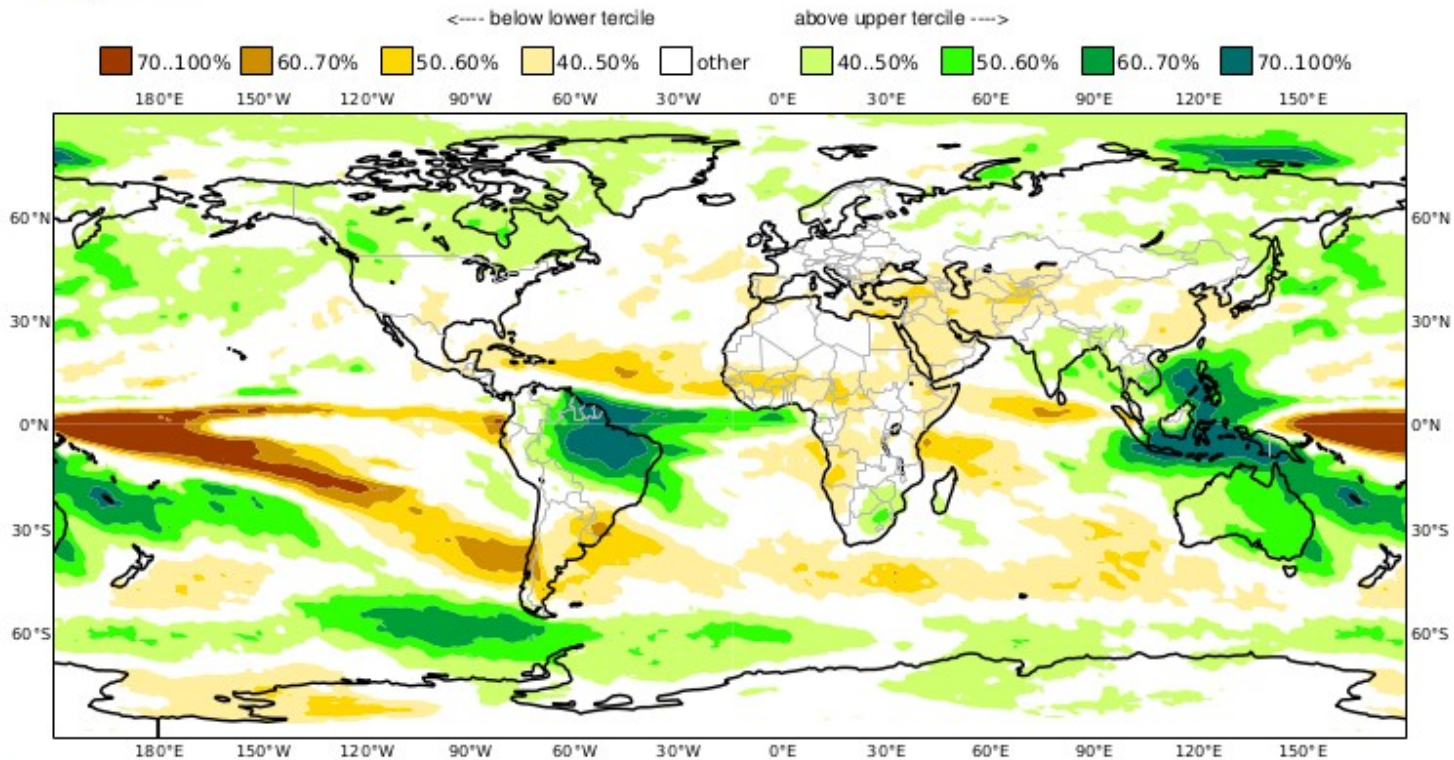 <---- below lower tercile above upper tercile ---->
70..100% 60..70% 50..60% 40..50% other 40..50% 50..60% 60..70% 70..100%
180°E 150°W 120°W 90°W 60°W 30°W 0°E 30°E 60°E 90°E 120°E 150°E
60°N 60°N
30°N 30°N
0°N 0°N
30°S 30°S
60°S 60°S
180°E 150°W 120°W 90°W 60°W 30°W 0°E 30°E 60°E 90°E 120°E 150°E